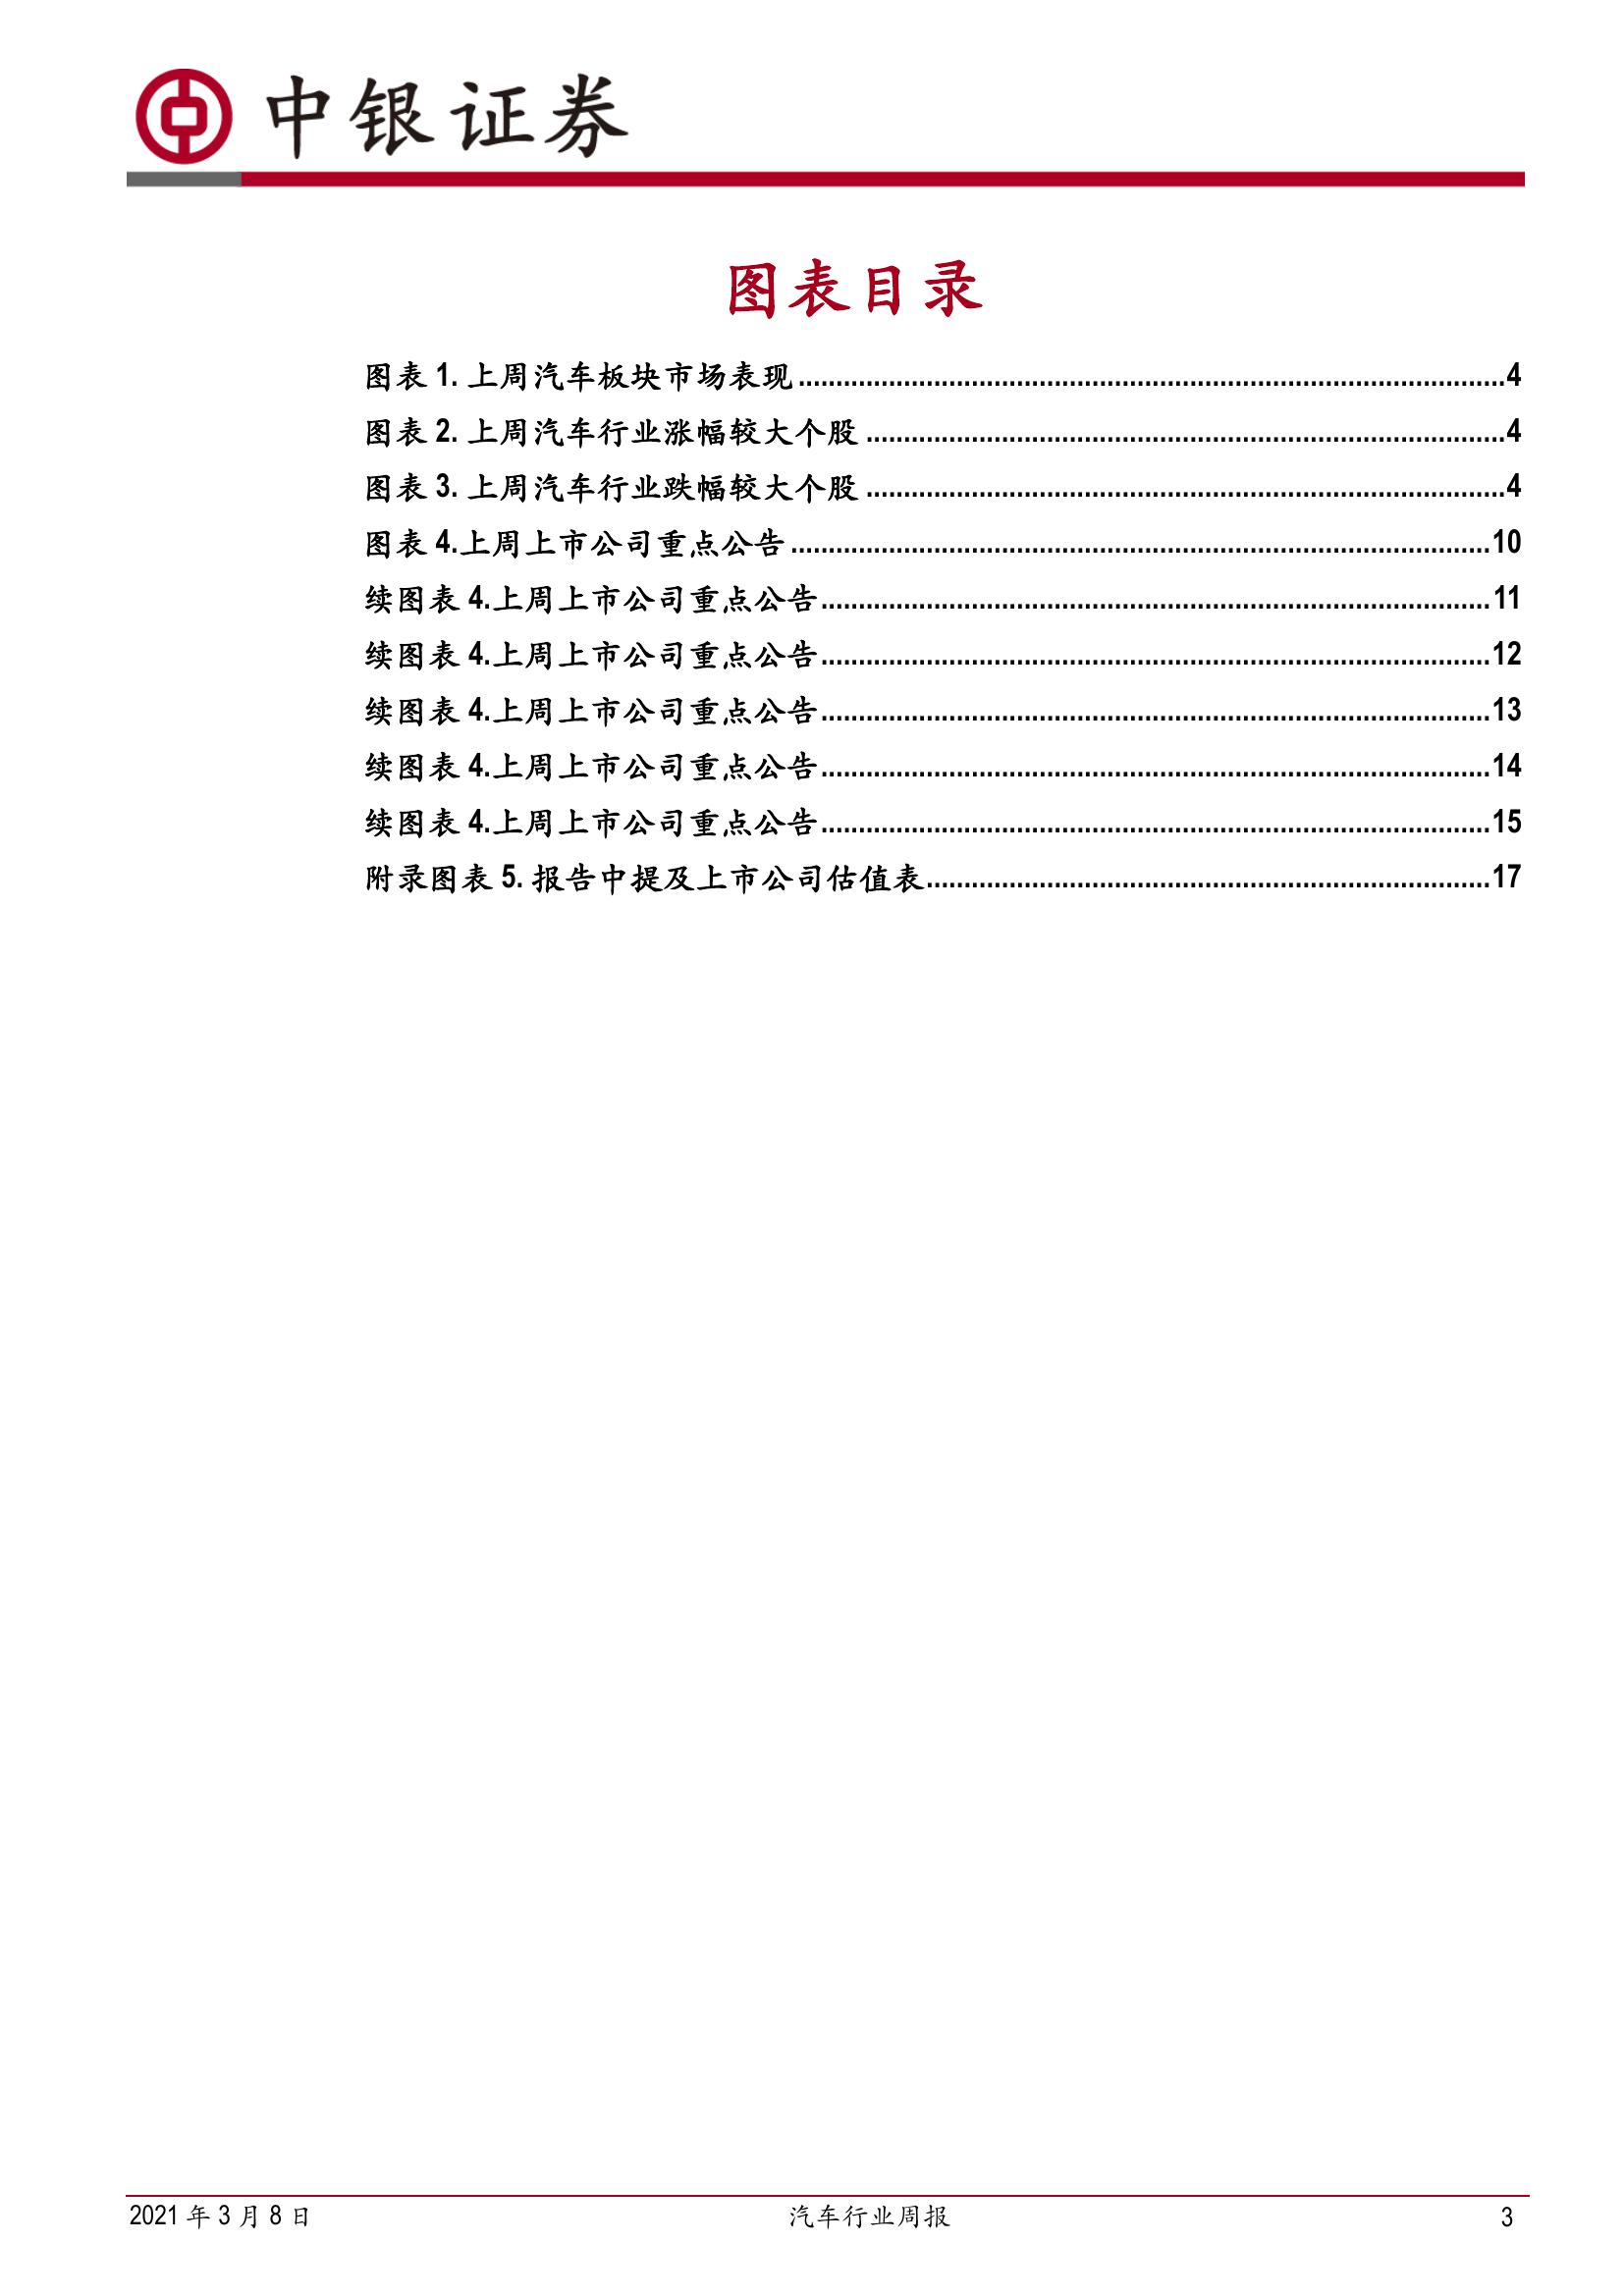 中银证券
图表目录
图表 1. 上周汽车板块市场表现 ................................................................ 4
图表 2. 上周汽车行业涨幅较大个股 ................................................................ 4
图表 3. 上周汽车行业跌幅较大个股 ................................................................ 4
图表 4.上周上市公司重点公告 ................................................................ 10
续图表 4.上周上市公司重点公告 ................................................................ 11
续图表 4.上周上市公司重点公告 ................................................................ 12
续图表 4.上周上市公司重点公告 ................................................................ 13
续图表 4.上周上市公司重点公告 ................................................................ 14
续图表 4.上周上市公司重点公告 ................................................................ 15
附录图表 5. 报告中提及上市公司估值表 ................................................................ 17
2021 年 3 月 8 日 汽车行业周报 3